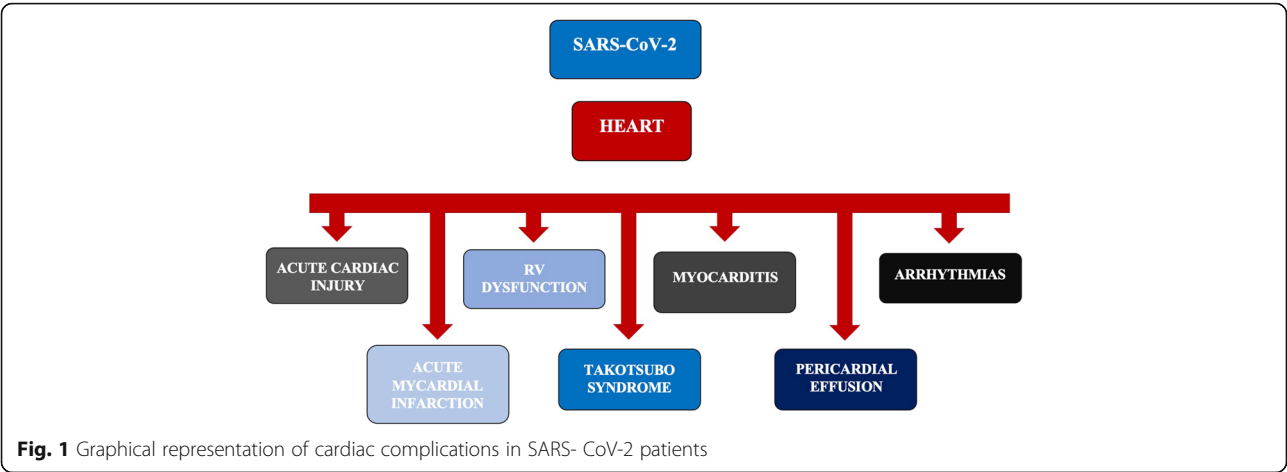 SARS-CoV-2
HEART
ACUTE CARDIAC
INJURY
RV
DYSFUNCTION
MYOCARDITIS
ARRHYTHMIAS
ACUTE
MYCARDIAL
INFARCTION
TAKOTSUBO
SYNDROME
PERICARDIAL
EFFUSION
Fig. 1 Graphical representation of cardiac complications in SARS- CoV-2 patients